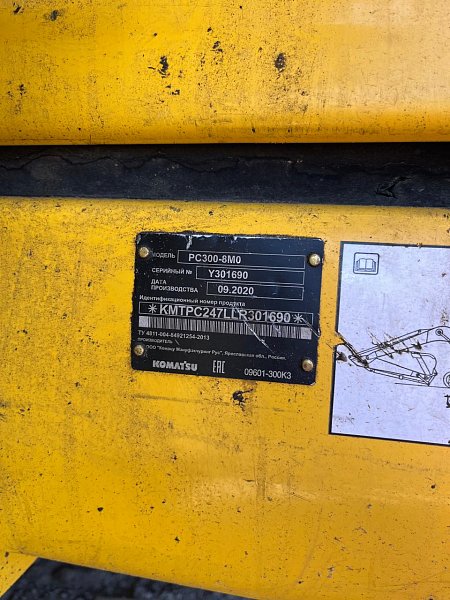 МОДЕЛЬ PC300-8M0
СЕРИЙНЫЙ № Y301690
ДАТА ПРОИЗВОДСТВА 09.2020
Идентификационный номер продукта
✳KMTPC247LLR301690✳
ТУ 4811-004-84921254-2013
ПРОИЗВОДИТЕЛЬ
ООО "Комацу Мануфэкчуринг Рус", Ярославская обл., Россия.
KOMATSU EAC 09601-300K3